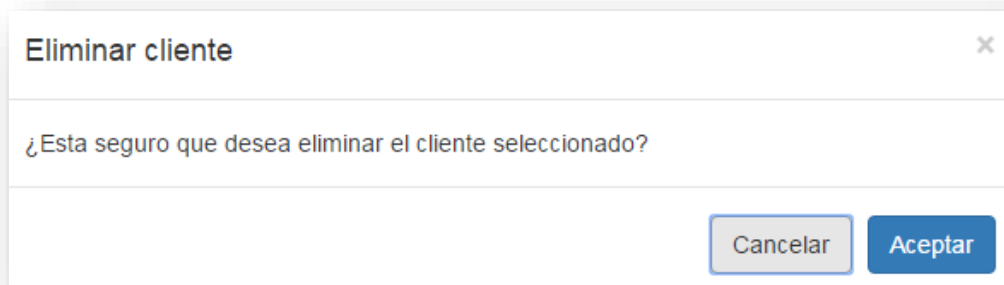 Eliminar cliente
×
¿Esta seguro que desea eliminar el cliente seleccionado?
Cancelar Aceptar